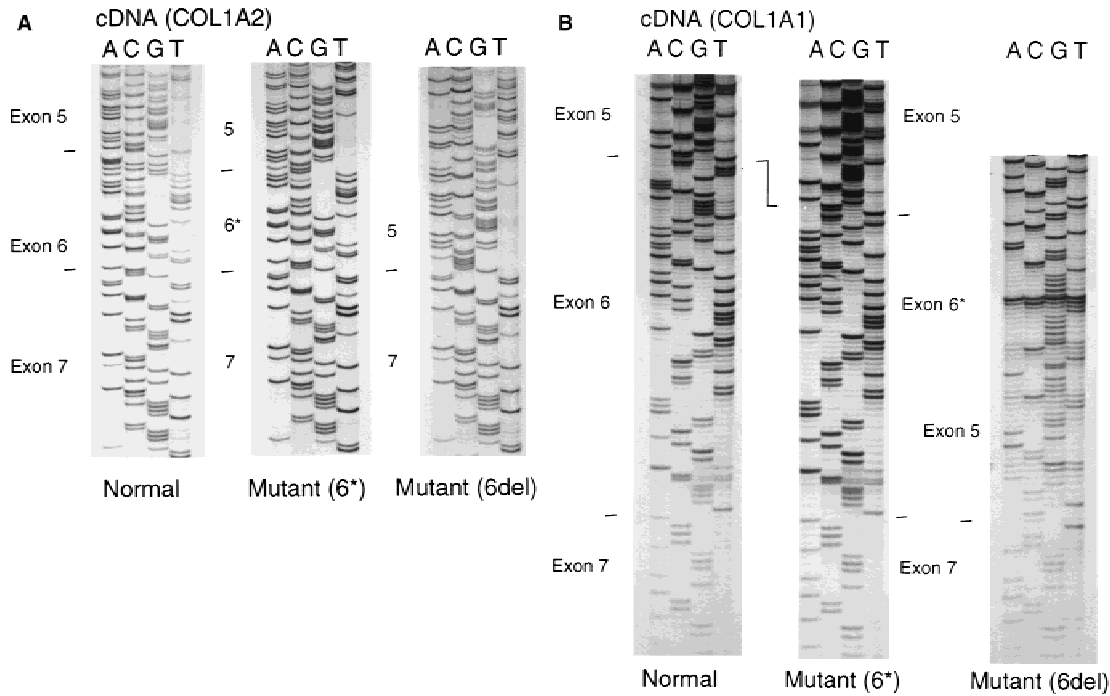 A
cDNA (COL1A2)
A C G T
A C G T
A C G T
Exon 5
Exon 6
Exon 7
5
6*
7
5
7
Normal
Mutant (6*)
Mutant (6del)
B
cDNA (COL1A1)
A C G T
A C G T
A C G T
Exon 5
Exon 6
Exon 7
Exon 5
Exon 6*
Exon 7
Exon 5
Normal
Mutant (6*)
Mutant (6del)